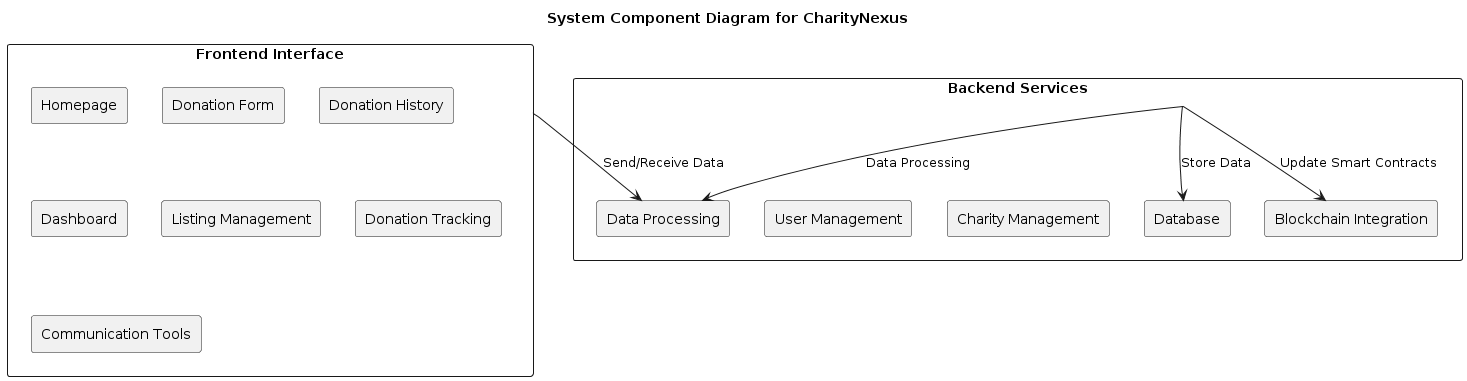 System Component Diagram for CharityNexus
Frontend Interface
Homepage
Donation Form
Donation History
Dashboard
Listing Management
Donation Tracking
Communication Tools
Backend Services
Send/Receive Data
Data Processing
Store Data
Update Smart Contracts
Data Processing
User Management
Charity Management
Database
Blockchain Integration